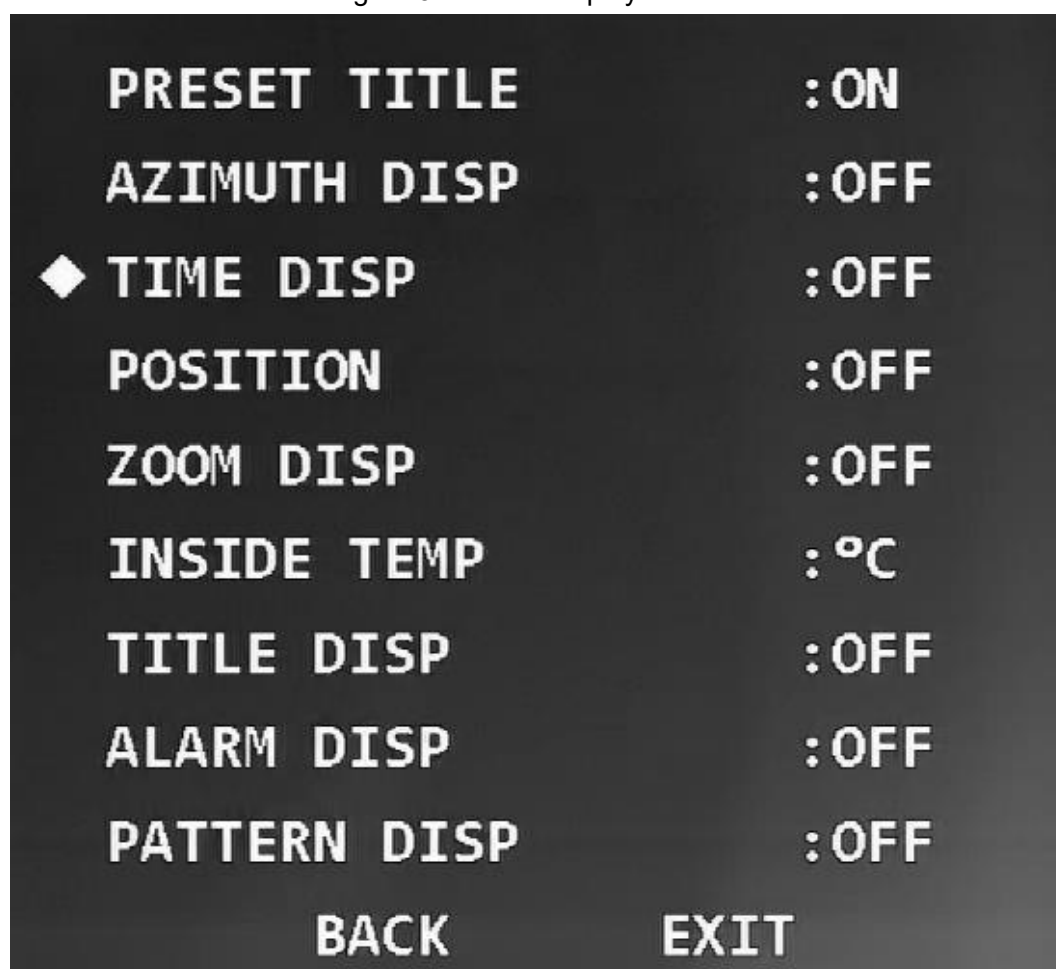 PRESET TITLE :ON
AZIMUTH DISP :OFF
TIME DISP :OFF
POSITION :OFF
ZOOM DISP :OFF
INSIDE TEMP :°C
TITLE DISP :OFF
ALARM DISP :OFF
PATTERN DISP :OFF
BACK EXIT